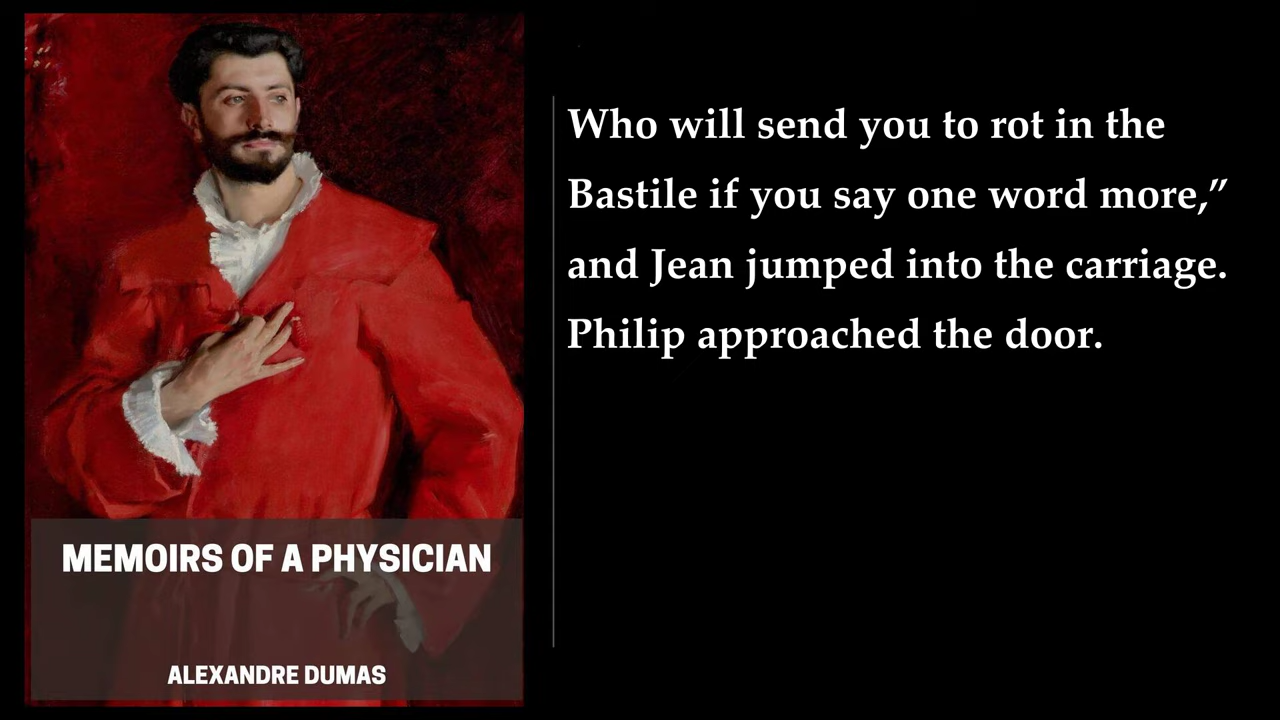 Who will send you to rot in the
Bastile if you say one word more,”
and Jean jumped into the carriage.
Philip approached the door.
MEMOIRS OF A PHYSICIAN
ALEXANDRE DUMAS